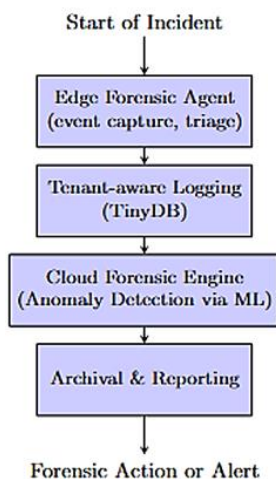 Start of Incident
Edge Forensic Agent
(event capture, triage)
Tenant-aware Logging
(TinyDB)
Cloud Forensic Engine
(Anomaly Detection via ML)
Archival & Reporting
Forensic Action or Alert